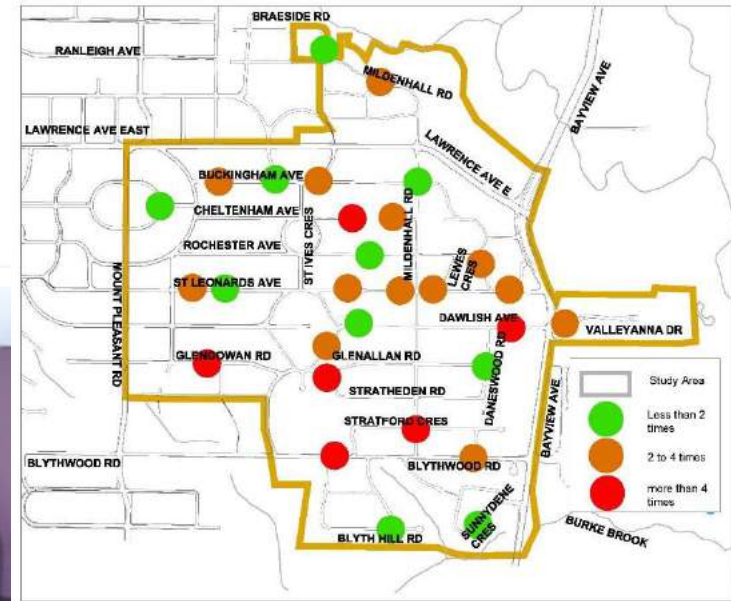 BRAESIDE RD
RANLEIGH AVE
MILDENHALL RD
BAYVIEW AVE
LAWRENCE AVE EAST
LAWRENCE AVE E
BUCKINGHAM AVE
CHELTENHAM AVE
ROCHESTER AVE
ST IVES CRES
MILDENHALL RD
LEWES CRES
MOUNT PLEASANT RD
ST LEONARDS AVE
DAWLISH AVE
VALLEYANNA DR
GLENGOWAN RD
GLENALLAN RD
DANESWOOD RD
STRATHEDEN RD
STRATFORD CRES
BAYVIEW AVE
BLYTHWOOD RD
BLYTHWOOD RD
SUNNYDENE CRES
BLYTH HILL RD
BURKE BROOK
Study Area
Less than 2
times
2 to 4 times
more than 4
times